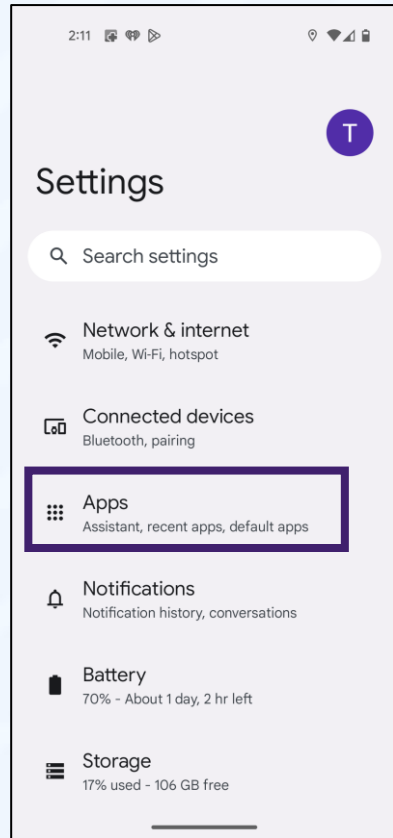 2:11
T
Settings
Search settings
Network & internet
Mobile, Wi-Fi, hotspot
Connected devices
Bluetooth, pairing
Apps
Assistant, recent apps, default apps
Notifications
Notification history, conversations
Battery
70% - About 1 day, 2 hr left
Storage
17% used - 106 GB free